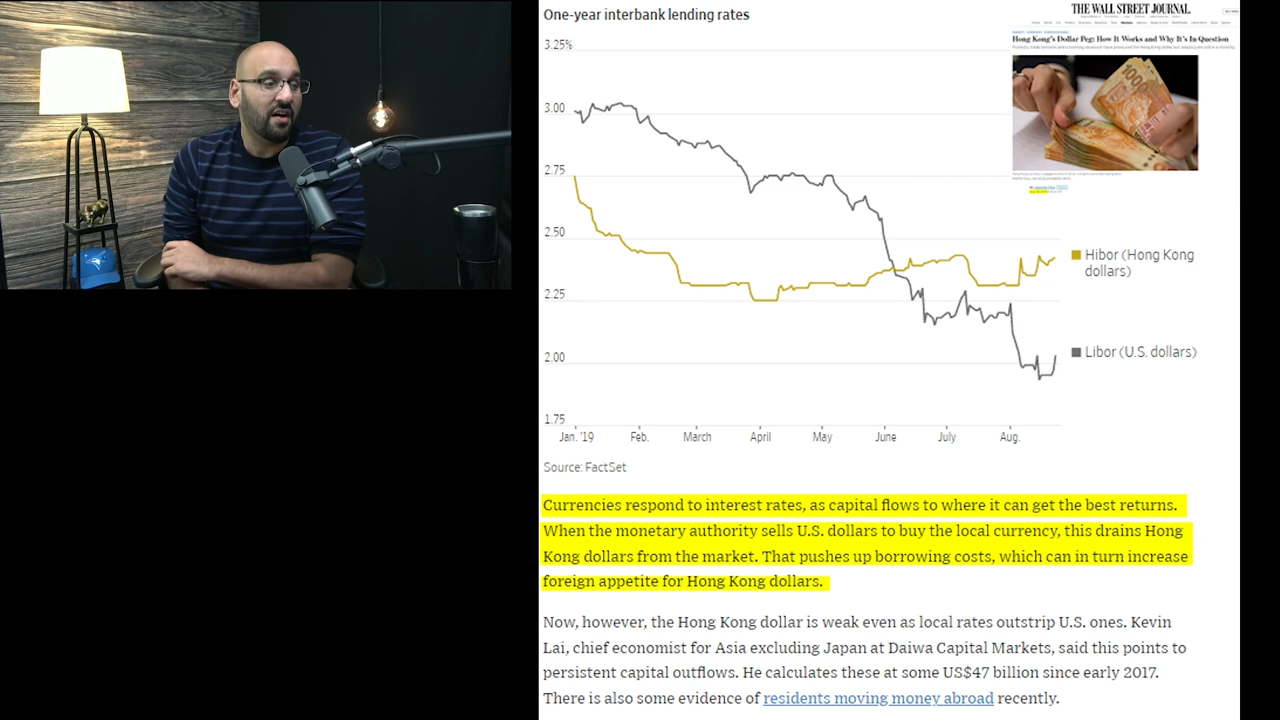 One-year interbank lending rates
THE WALL STREET JOURNAL.
Hong Kong's Dollar Peg: How It Works and Why It's In Question
3.25%
3.00
2.75
2.50
2.25
2.00
1.75
Hibor (Hong Kong
dollars)
Libor (U.S. dollars)
Jan. '19 Feb. March April May June July Aug.
Source: FactSet
Currencies respond to interest rates, as capital flows to where it can get the best returns.
When the monetary authority sells U.S. dollars to buy the local currency, this drains Hong
Kong dollars from the market. That pushes up borrowing costs, which can in turn increase
foreign appetite for Hong Kong dollars.
Now, however, the Hong Kong dollar is weak even as local rates outstrip U.S. ones. Kevin
Lai, chief economist for Asia excluding Japan at Daiwa Capital Markets, said this points to
persistent capital outflows. He calculates these at some US$47 billion since early 2017.
There is also some evidence of residents moving money abroad recently.